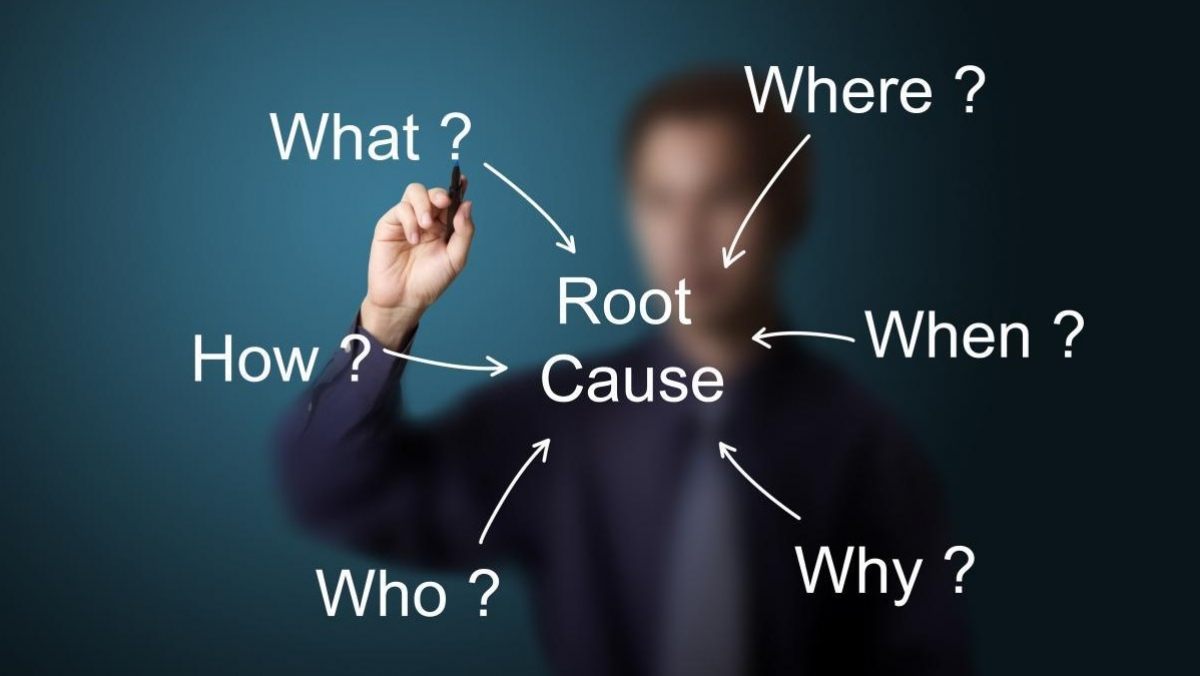 What ?
Where ?
Root
Cause
How ?
When ?
Who ?
Why ?